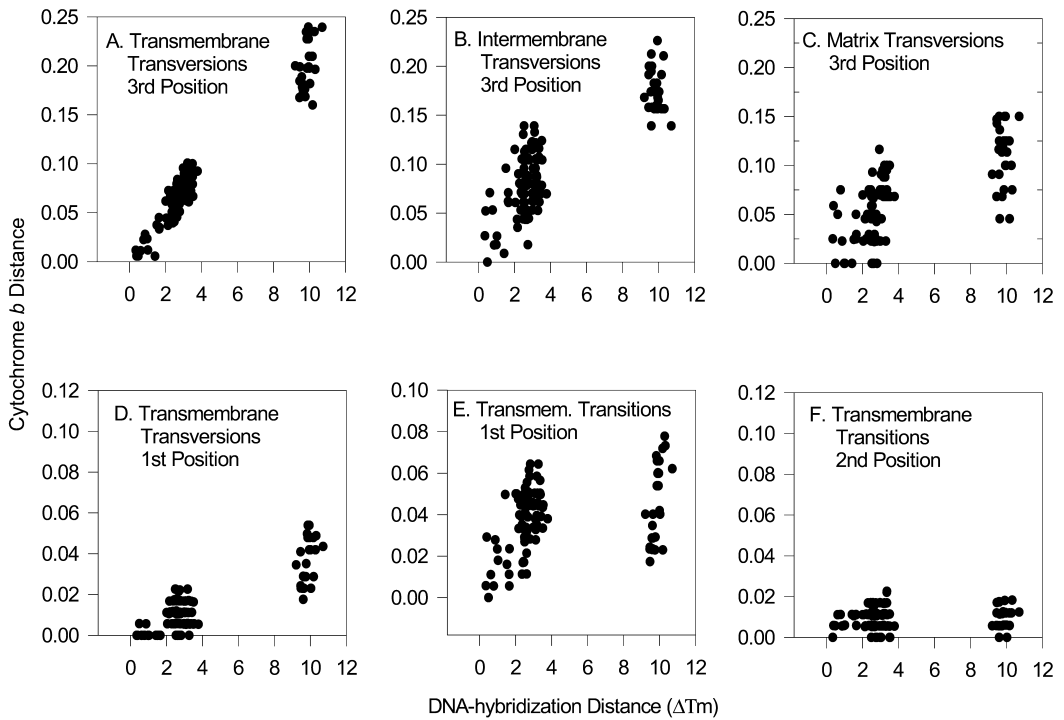 A. Transmembrane
Transversions
3rd Position
0.25
0.20
0.15
0.10
0.05
0.00
0 2 4 6 8 10 12
B. Intermembrane
Transversions
3rd Position
0.25
0.20
0.15
0.10
0.05
0.00
0 2 4 6 8 10 12
C. Matrix Transversions
3rd Position
0.25
0.20
0.15
0.10
0.05
0.00
0 2 4 6 8 10 12
Cytochrome b Distance
D. Transmembrane
Transversions
1st Position
0.12
0.10
0.08
0.06
0.04
0.02
0.00
0 2 4 6 8 10 12
E. Transmem. Transitions
1st Position
0.10
0.08
0.06
0.04
0.02
0.00
0 2 4 6 8 10 12
F. Transmembrane
Transitions
2nd Position
0.12
0.10
0.08
0.06
0.04
0.02
0.00
0 2 4 6 8 10 12
DNA-hybridization Distance (ΔTm)